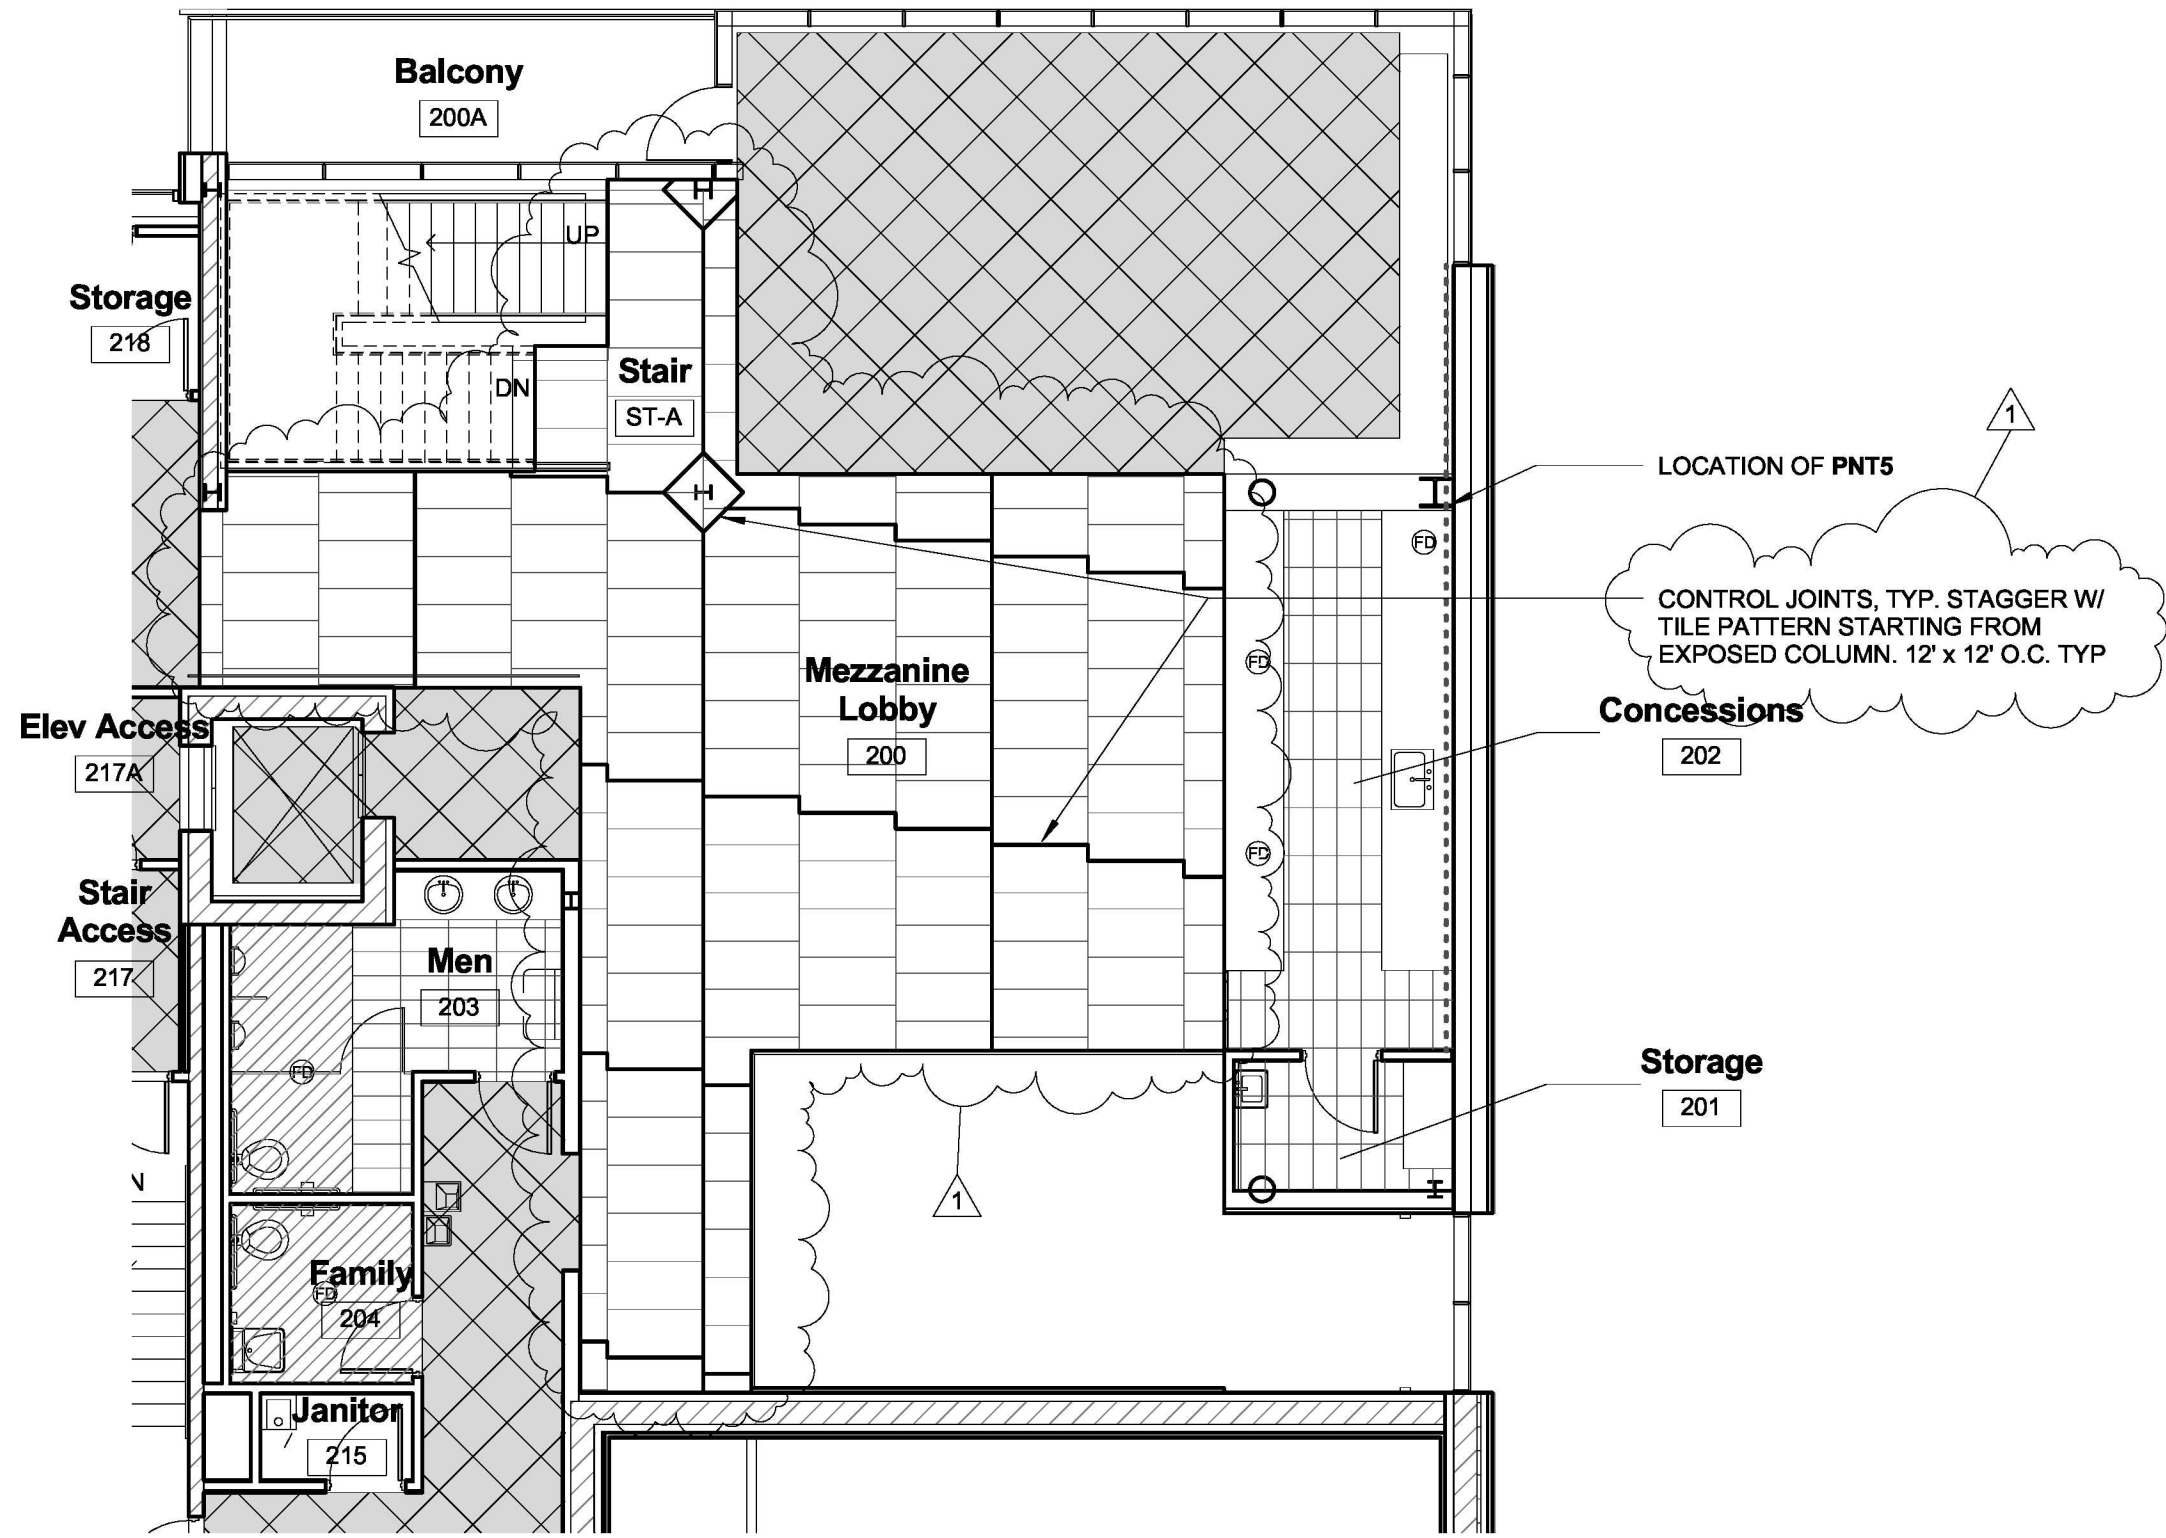 Balcony
200A
UP
Storage
218
DN
Stair
ST-A
1
LOCATION OF PNT5
FD
CONTROL JOINTS, TYP. STAGGER W/
TILE PATTERN STARTING FROM
EXPOSED COLUMN. 12' x 12' O.C. TYP
FD
Mezzanine
Lobby
200
Elev Access
217A
Concessions
202
FD
Stair
Access
217
Men
203
FD
Storage
201
N
1
Family
FD
204
Janitor
215